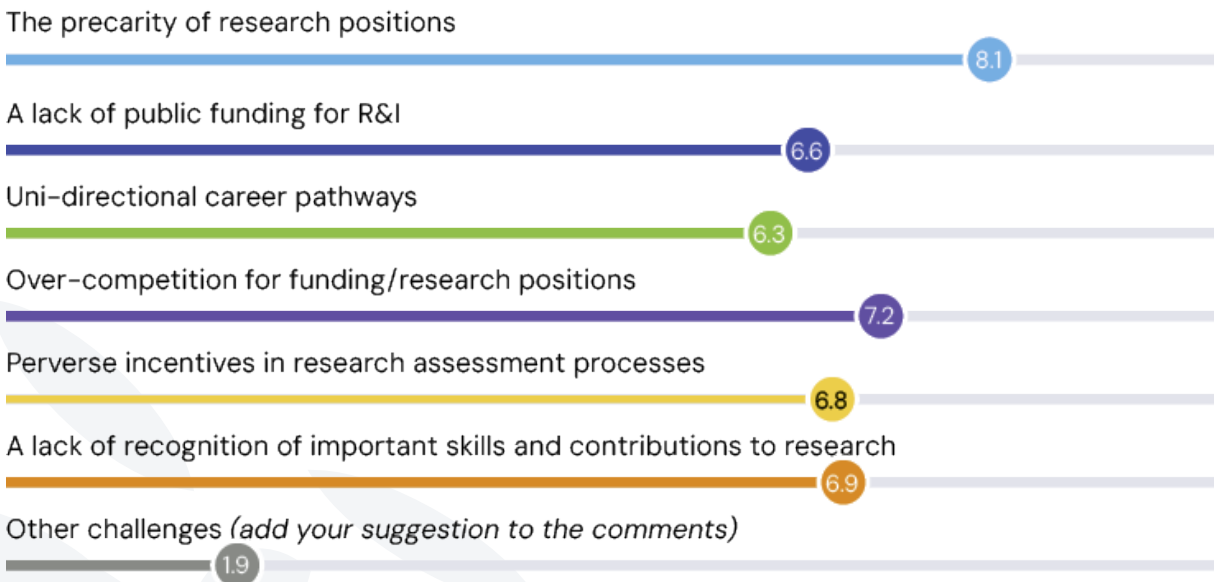 The precarity of research positions
8.1
A lack of public funding for R&I
6.6
Uni-directional career pathways
6.3
Over-competition for funding/research positions
7.2
Perverse incentives in research assessment processes
6.8
A lack of recognition of important skills and contributions to research
6.9
Other challenges (add your suggestion to the comments)
1.9